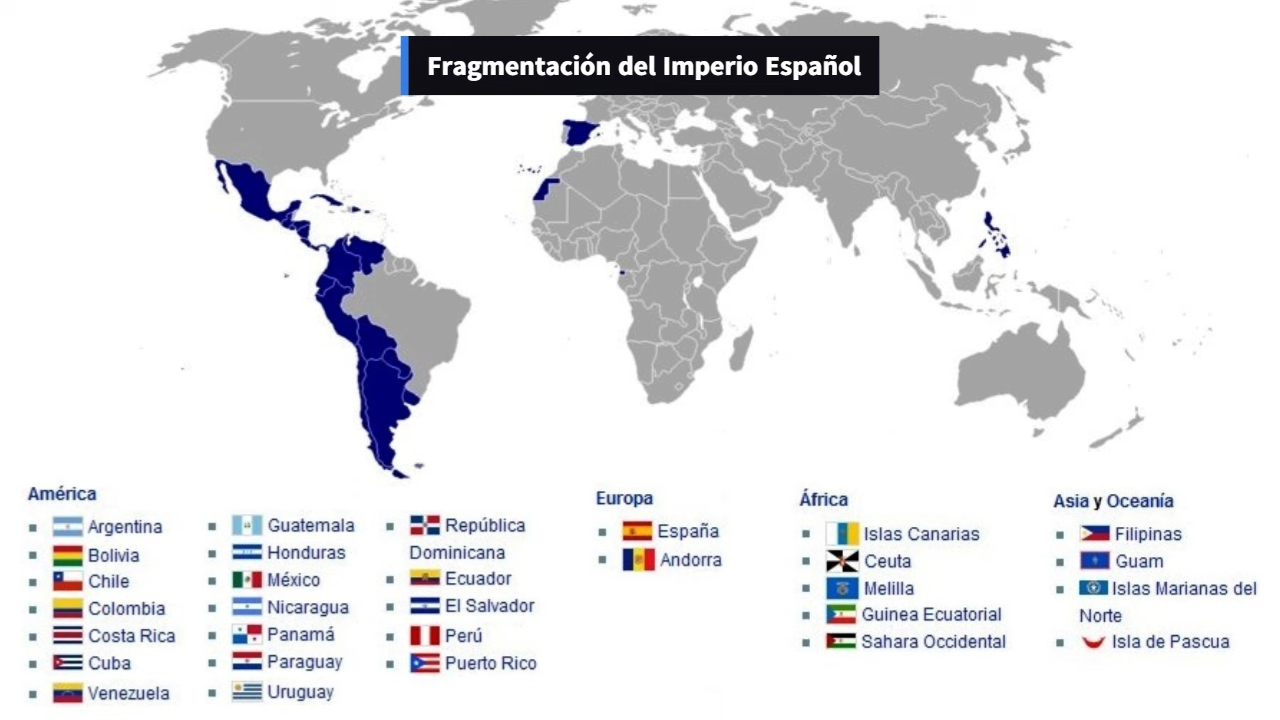 Fragmentación del Imperio Español
América
Argentina
Bolivia
Chile
Colombia
Costa Rica
Cuba
Venezuela
Guatemala
Honduras
México
Nicaragua
Panamá
Paraguay
Uruguay
República
Dominicana
Ecuador
El Salvador
Perú
Puerto Rico
Europa
España
Andorra
África
Islas Canarias
Ceuta
Melilla
Guinea Ecuatorial
Sahara Occidental
Asia y Oceanía
Filipinas
Guam
Islas Marianas del
Norte
Isla de Pascua